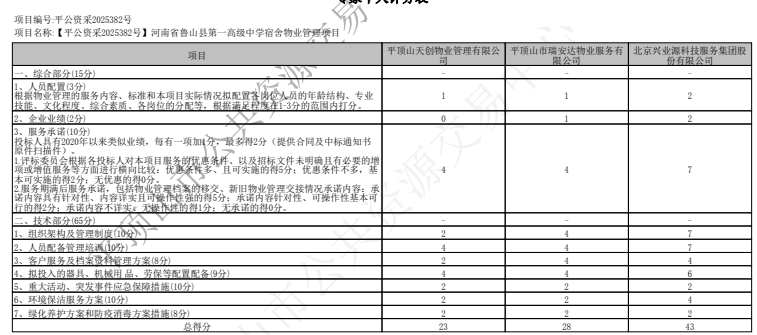 项目编号:平公资采2025382号
项目名称:【平公资采2025382号】河南省鲁山县第一高级中学宿舍物业管理项目
项目 平顶山天创物业管理有限公司 平顶山市瑞安达物业服务有限公司 北京兴业源科技服务集团股份有限公司
一、综合部分(15分) - - -
1、人员配置(3分)
根据物业管理的服务内容、标准和本项目实际情况拟配置各岗位人员的年龄结构、专业
技能、文化程度、综合素质、各岗位的分配等，根据满足程度在1-3分的范围内打分。 1 1 2
2、企业业绩(2分) 0 1 2
3、服务承诺(10分)
投标人具有2020年以来类似业绩，每有一项加1分，最多得2分（提供合同及中标通知书
原件扫描件）。
1.评标委员会根据各投标人对本项目服务的优惠条件、以及招标文件未明确且有必要的增
项或增值服务等方面进行横向比较；优惠条件多、且可实施的得5分；优惠条件不多，基
本可实施的得2分；无优惠的得0分。 4 4 7
2.服务期满后服务承诺，包括物业管理档案的移交、新旧物业管理交接情况承诺内容；承
诺内容具有针对性、内容详实且可操作性强的得5分；承诺内容针对性、可操作性基本可
行的得2分；承诺内容不详实，无操作性的得1分；无承诺的得0分。
二、技术部分(65分) - - -
1、组织架构及管理制度(10分) 2 4 7
2、人员配备管理培训(10分) 4 4 7
3、客户服务及档案资料管理方案(8分) 2 4 4
4、拟投入的器具、机械用品、劳保等配置配备(9分) 4 4 6
5、重大活动、突发事件应急保障措施(10分) 2 2 2
6、环境保洁服务方案(10分) 2 2 4
7、绿化养护方案和防疫消毒方案措施(8分) 2 2 2
总得分 23 28 43